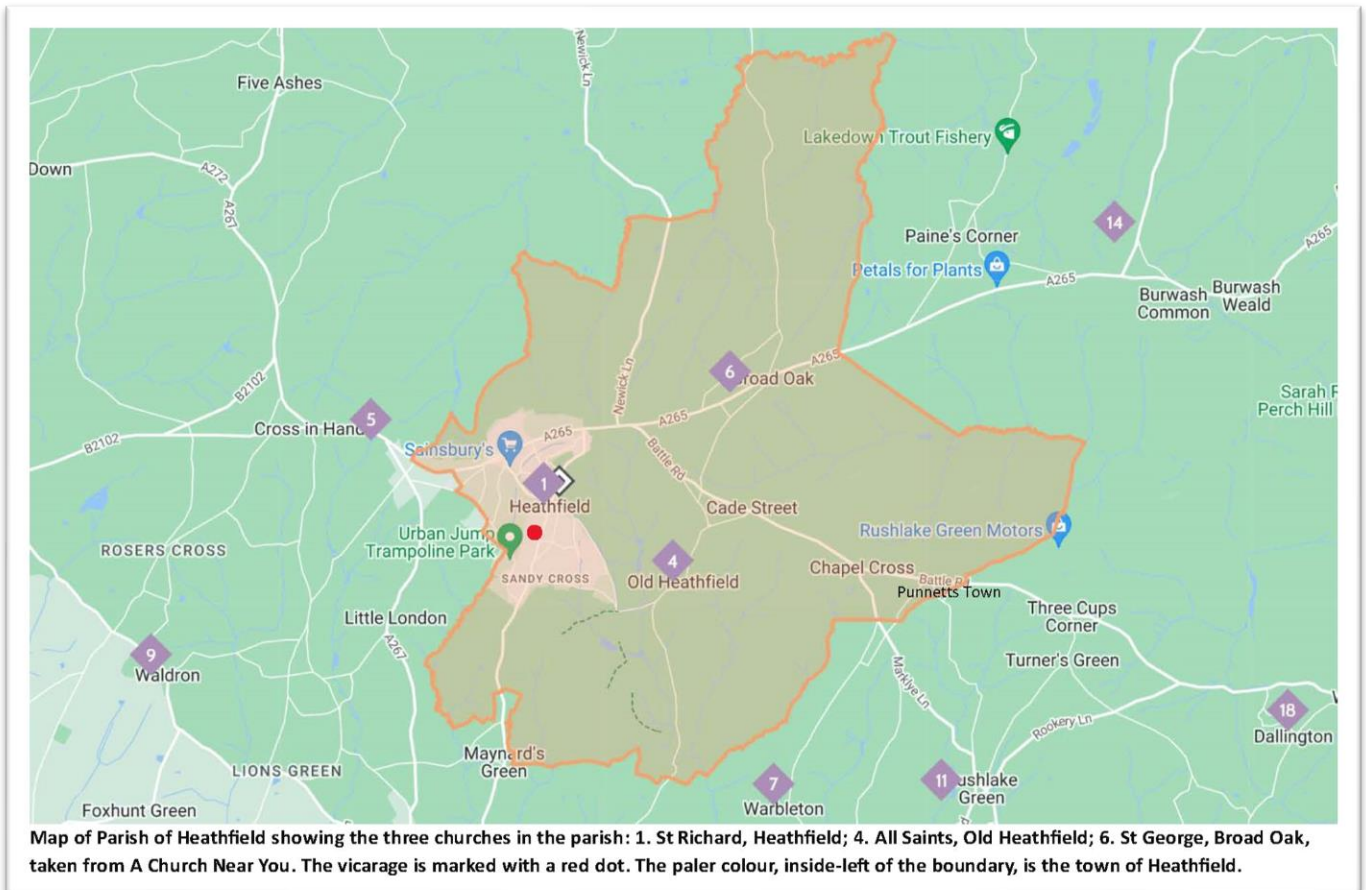 Newick Ln
Five Ashes
Lakedown Trout Fishery
Down
A272
A267
14
Paine's Corner
A265
Petals for Plants
A265
Burwash
Common
Burwash
Weald
B2102
Newick Ln
6
A265
Broad Oak
Sarah
Perch Hill
5
Cross in Hand
A265
B2102
Sainsbury's
A265
Battle Rd
1
Heathfield
Cade Street
Urban Jump
Trampoline Park
Rushlake Green Motors
ROSERS CROSS
4
SANDY CROSS
Old Heathfield
Chapel Cross
Battle Rd
Punnetts Town
Three Cups
Corner
Little London
A267
9
Waldron
Turner's Green
Marklye Ln
18
Rookery Ln
Dallington
Maynard's
Green
LIONS GREEN
7
Warbleton
11
Rushlake
Green
Foxhunt Green
Map of Parish of Heathfield showing the three churches in the parish: 1. St Richard, Heathfield; 4. All Saints, Old Heathfield; 6. St George, Broad Oak,
taken from A Church Near You. The vicarage is marked with a red dot. The paler colour, inside-left of the boundary, is the town of Heathfield.